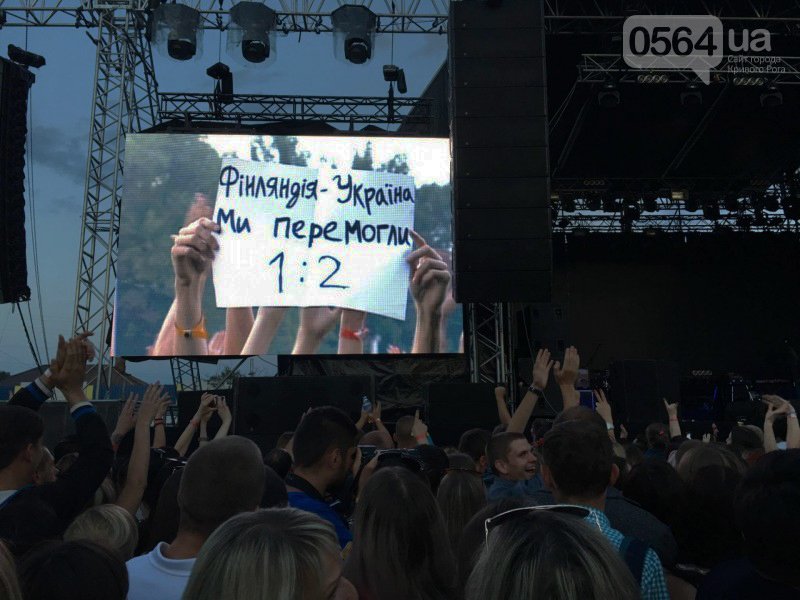 0564.ua
Сайт города
Кривого Рога
Фінляндія - Україна
Ми перемогли
1:2